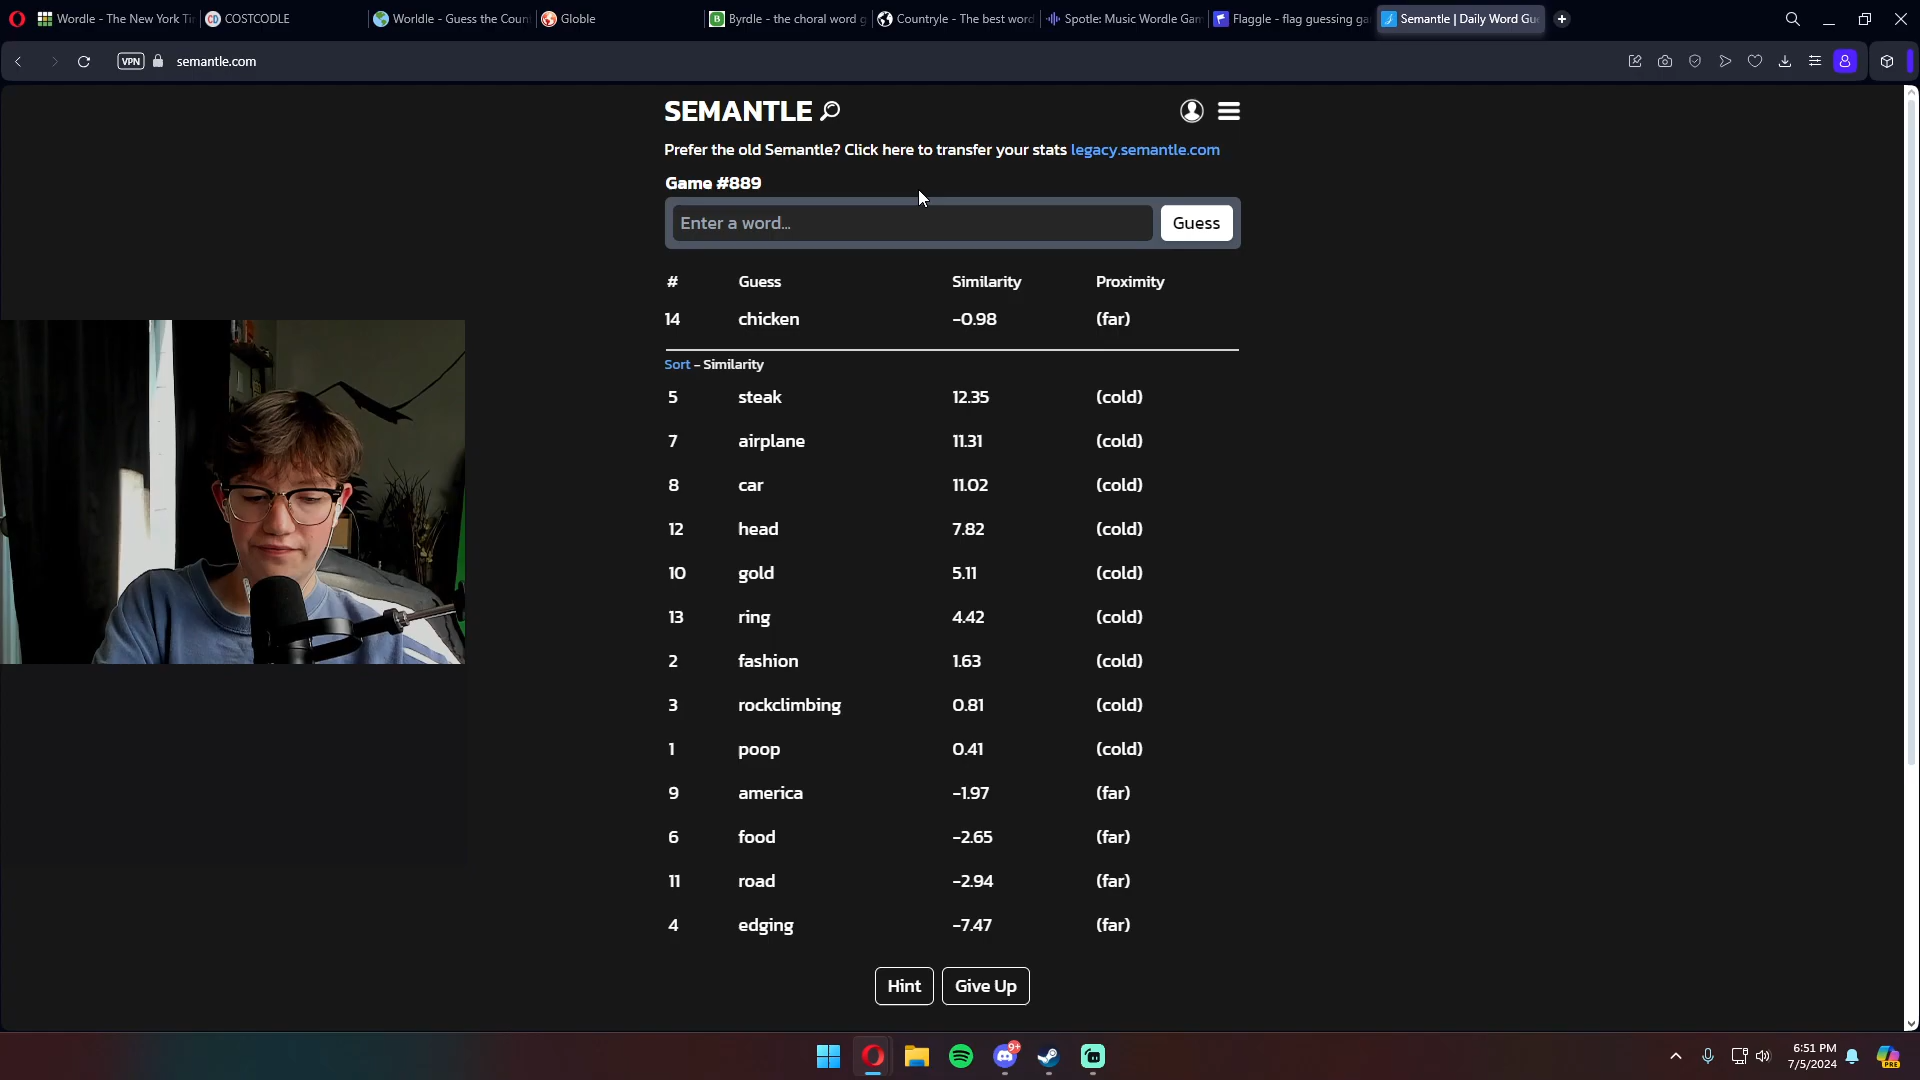 Wordle - The New York Ti
COSTCODLE
Worldle - Guess the Coun
Globle
Byrdle - the choral word g
Countryle - The best word
Spotle: Music Wordle Gam
Flaggle - flag guessing ga
Semantle | Daily Word Gu
VPN
semantle.com
SEMANTLE
Prefer the old Semantle? Click here to transfer your stats legacy.semantle.com
Game #889
Enter a word...
Guess
# Guess Similarity Proximity
14 chicken -0.98 (far)
Sort - Similarity
5 steak 12.35 (cold)
7 airplane 11.31 (cold)
8 car 11.02 (cold)
12 head 7.82 (cold)
10 gold 5.11 (cold)
13 ring 4.42 (cold)
2 fashion 1.63 (cold)
3 rockclimbing 0.81 (cold)
1 poop 0.41 (cold)
9 america -1.97 (far)
6 food -2.65 (far)
11 road -2.94 (far)
4 edging -7.47 (far)
Hint
Give Up
9+
6:51 PM
7/5/2024
PRE